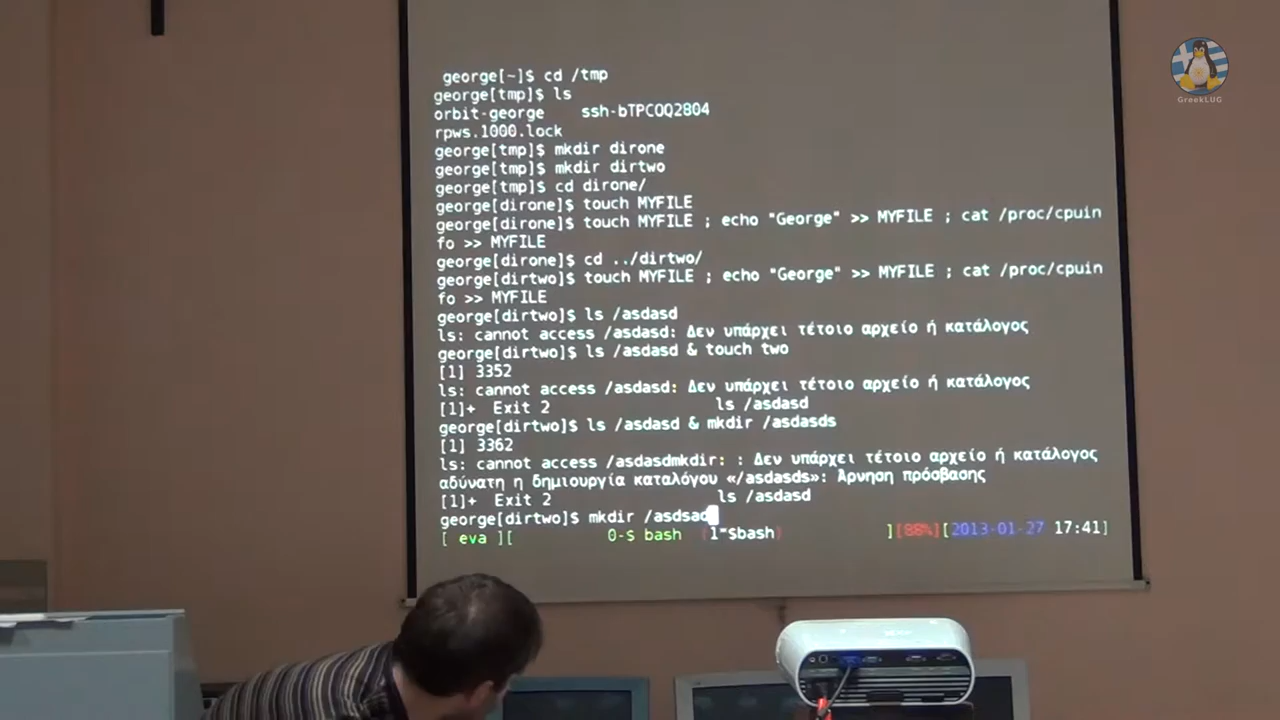 george[~]$ cd /tmp
george[tmp]$ ls
orbit-george    ssh-bTPCOQ2804
rpws.1000.lock
george[tmp]$ mkdir dirone
george[tmp]$ mkdir dirtwo
george[tmp]$ cd dirone/
george[dirone]$ touch MYFILE
george[dirone]$ touch MYFILE ; echo "George" >> MYFILE ; cat /proc/cpuin
fo >> MYFILE
george[dirone]$ cd ../dirtwo/
george[dirtwo]$ touch MYFILE ; echo "George" >> MYFILE ; cat /proc/cpuin
fo >> MYFILE
george[dirtwo]$ ls /asdasd
ls: cannot access /asdasd: Δεν υπάρχει τέτοιο αρχείο ή κατάλογος
george[dirtwo]$ ls /asdasd & touch two
[1] 3352
ls: cannot access /asdasd: Δεν υπάρχει τέτοιο αρχείο ή κατάλογος
[1]+  Exit 2                  ls /asdasd
george[dirtwo]$ ls /asdasd & mkdir /asdasds
[1] 3362
ls: cannot access /asdasdmkdir: : Δεν υπάρχει τέτοιο αρχείο ή κατάλογος
αδύνατη η δημιουργία καταλόγου «/asdasds»: Άρνηση πρόσβασης
[1]+  Exit 2                  ls /asdasd
george[dirtwo]$ mkdir /asdsad
[ eva ][          0-$ bash  (1*$bash)          ][88%][2013-01-27 17:41]
GreekLUG